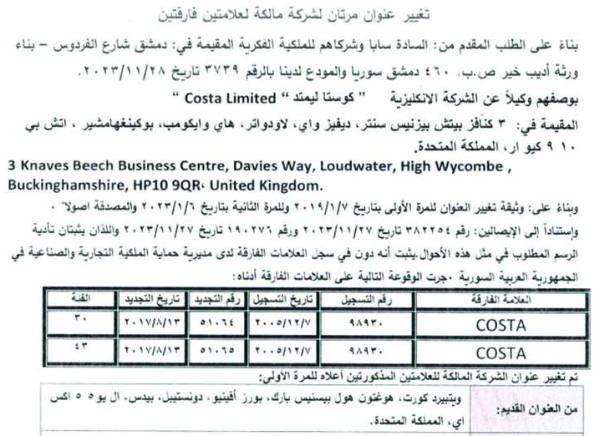 تغيير عنوان مرتان لشركة مالكة لعلامتين فارقتين
بناءً على الطلب المقدم من: السادة سابا وشركاهم للملكية الفكرية المقيمة في: دمشق شارع الفردوس – بناء
ورثة أديب خير ص.ب. ٤٦٠ دمشق سوريا والمودع لدينا بالرقم ٣٧٣٩ تاريخ ٢٠٢٣/١١/٢٨.
بوصفهم وكيلاً عن الشركة الانكليزية " كوستا ليمتد " Costa Limited "
المقيمة في: ٣ كنافز بيتش بيزنيس سنتر، ديفيز واي، لاودواتر، هاي وايكومب، بوكينغهامشير ، اتش بي
١٠ ٩ كيو ار، المملكة المتحدة.
3 Knaves Beech Business Centre, Davies Way, Loudwater, High Wycombe ,
Buckinghamshire, HP10 9QR، United Kingdom.
وبناءً على: وثيقة تغيير العنوان للمرة الأولى بتاريخ ٢٠١٩/١/٧ وللمرة الثانية بتاريخ ٢٠٢٣/١/٦ والمصدقة اصولاً ٠
وإستناداً إلى الإيصالين: رقم ٣٨٢٢٥٤ تاريخ ٢٠٢٣/١١/٢٧ ورقم ١٩٠٢٧٦ تاريخ ٢٠٢٣/١١/٢٧ واللذان يثبتان تأدية
الرسم المطلوب في مثل هذه الأحوال.يثبت أنه دون في سجل العلامات الفارقة لدى مديرية حماية الملكية التجارية والصناعية في
الجمهورية العربية السورية ٠جرت الوقوعة التالية على العلامات الفارقة أدناه:
العلامة الفارقة رقم التسجيل تاريخ التسجيل رقم التجديد تاريخ التجديد الفئة
COSTA ٩٨٩٣٠ ٢٠٠٥/١٢/٧ ٥١٠٦٤ ٢٠١٧/٨/١٣ ٣٠
COSTA ٩٨٩٣٠ ٢٠٠٥/١٢/٧ ٥١٠٦٥ ٢٠١٧/٨/١٣ ٤٣
تم تغيير عنوان الشركة المالكة للعلامتين المذكورتين أعلاه للمرة الأولى:
من العنوان القديم: ويتبيرد كورت، هوغتون هول بيسنيس بارك، بورز أفينيو، دونستيبل، بيدس، ال يو ٥ ٥ اكس
اي، المملكة المتحدة.